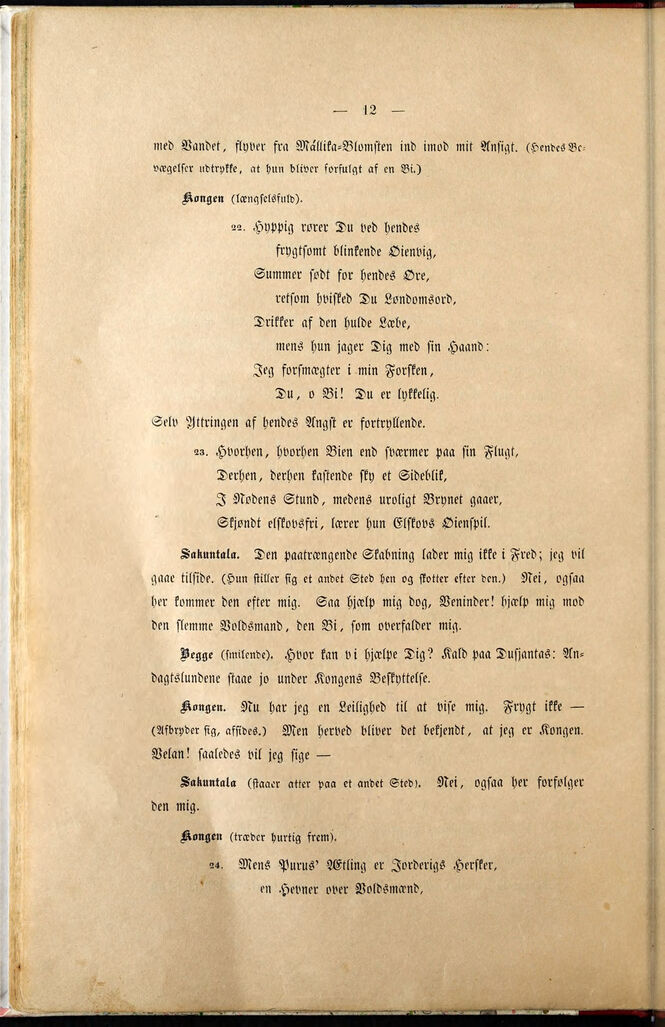 — 12 —
med Vandet, flyver fra Mállika-Blomsten ind imod mit Ansigt. (Hendes Be-
vægelser udtrykke, at hun bliver forfulgt af en Bi.)
Kongen (længselsfuld).
22. Hyppig rører Du ved hendes
frygtsomt blinkende Øienvig,
Summer sødt for hendes Øre,
retsom hvisked Du Løndomsord,
Drikker af den hulde Læbe,
mens hun jager Dig med sin Haand:
Jeg forsmægter i min Forsken,
Du, o Bi! Du er lykkelig.
Selv Yttringen af hendes Angst er fortryllende.
23. Hvorhen, hvorhen Bien end sværmer paa sin Flugt,
Derhen, derhen kastende sky et Sideblik,
I Nødens Stund, medens uroligt Brynet gaaer,
Skjøndt elskovsfri, lærer hun Elskovs Øienspil.
Sakuntala. Den paatrængende Skabning lader mig ikke i Fred; jeg vil
gaae tilside. (Hun stiller sig et andet Sted hen og skotter efter den.) Nei, ogsaa
her kommer den efter mig. Saa hjælp mig dog, Veninder! hjælp mig mod
den slemme Voldsmand, den Bi, som overfalder mig.
Begge (smilende). Hvor kan vi hjælpe Dig? Kald paa Dusjantas: An-
dagtslundene staae jo under Kongens Beskyttelse.
Kongen. Nu har jeg en Leilighed til at vise mig. Frygt ikke —
(Afbryder sig, afsides.) Men herved bliver det bekjendt, at jeg er Kongen.
Velan! saaledes vil jeg sige —
Sakuntala (staaer atter paa et andet Sted). Nei, ogsaa her forfølger
den mig.
Kongen (træder hurtig frem).
24. Mens Purus' Ætling er Jorderigs Hersker,
en Hevner over Voldsmænd,